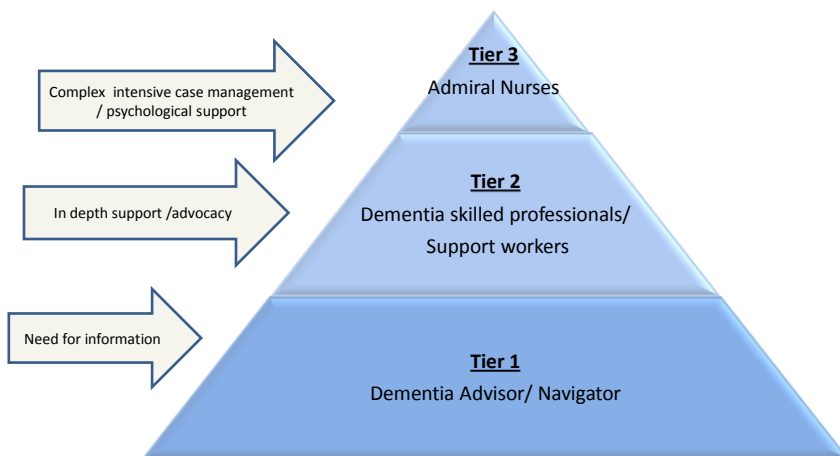 Tier 3
Admiral Nurses
Complex intensive case management
/ psychological support
Tier 2
Dementia skilled professionals/
Support workers
In depth support /advocacy
Need for information
Tier 1
Dementia Advisor/ Navigator